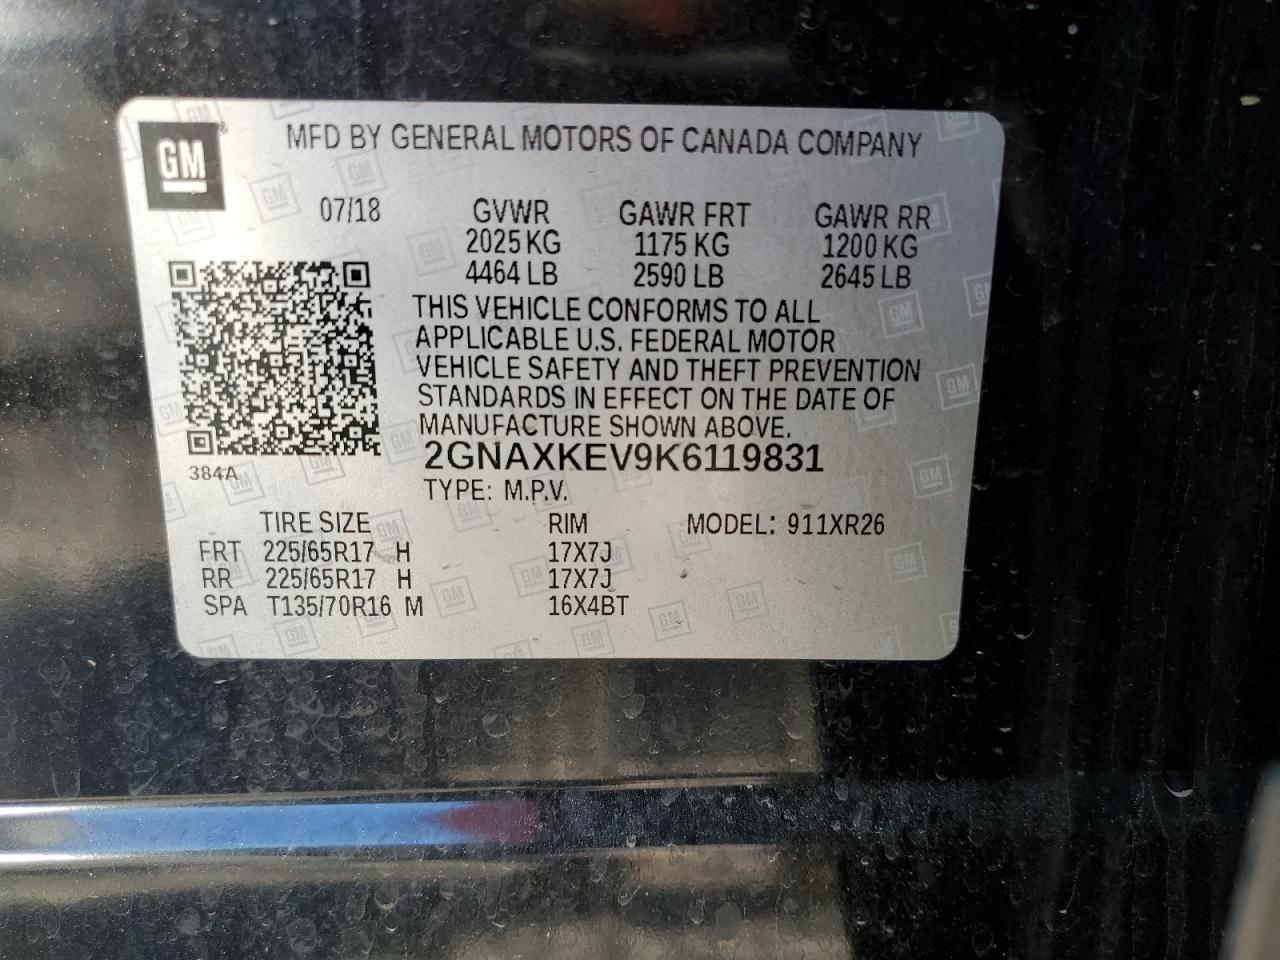 GM
MFD BY GENERAL MOTORS OF CANADA COMPANY
07/18 GVWR GAWR FRT GAWR RR
2025 KG 1175 KG 1200 KG
4464 LB 2590 LB 2645 LB
THIS VEHICLE CONFORMS TO ALL
APPLICABLE U.S. FEDERAL MOTOR
VEHICLE SAFETY AND THEFT PREVENTION
STANDARDS IN EFFECT ON THE DATE OF
MANUFACTURE SHOWN ABOVE.
384A
2GNAXKEV9K6119831
TYPE: M.P.V.
TIRE SIZE RIM MODEL: 911XR26
FRT 225/65R17 H 17X7J
RR 225/65R17 H 17X7J
SPA T135/70R16 M 16X4BT